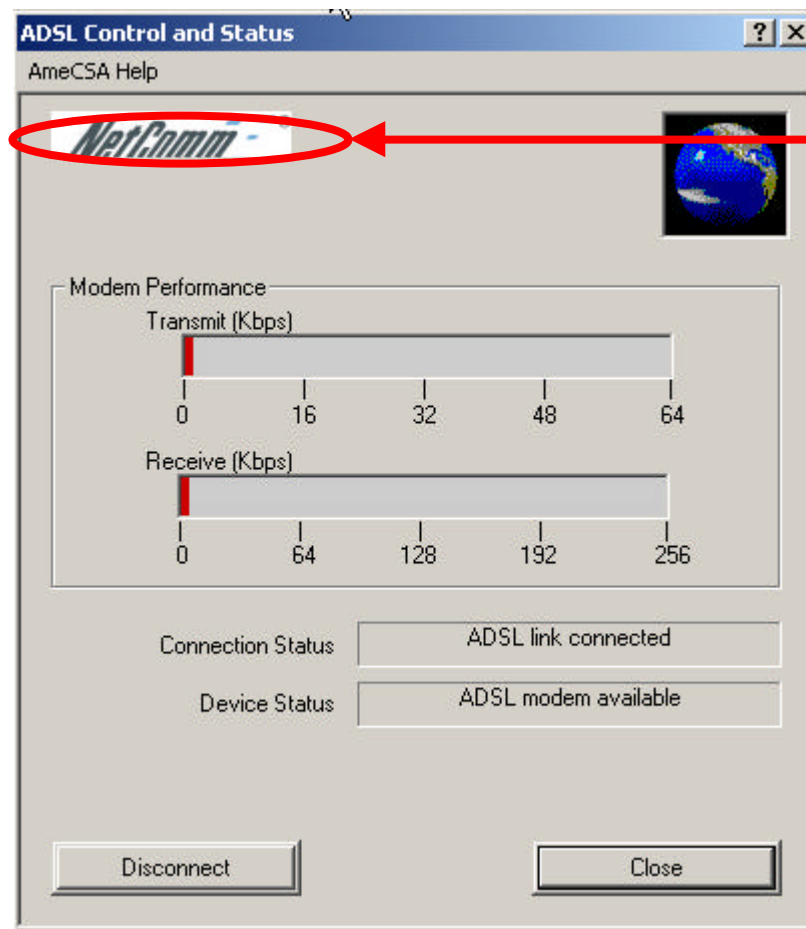 ADSL Control and Status
AmeCSA Help
NetComm
Modem Performance
Transmit (Kbps)
0 16 32 48 64
Receive (Kbps)
0 64 128 192 256
Connection Status ADSL link connected
Device Status ADSL modem available
Disconnect Close